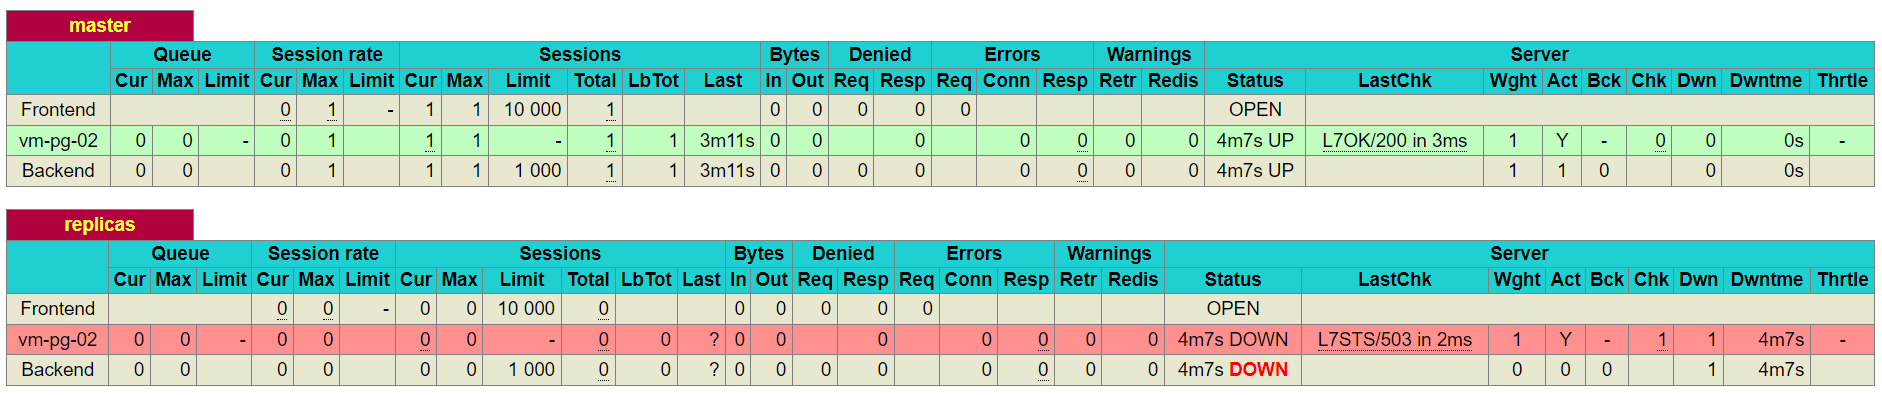 master
Queue Session rate Sessions Bytes Denied Errors Warnings Server
Cur Max Limit Cur Max Limit Cur Max Limit Total LbTot Last In Out Req Resp Req Conn Resp Retr Redis Status LastChk Wght Act Bck Chk Dwn Dwntme Thrtle
Frontend 0 1 - 1 1 10 000 1 0 0 0 0 0 OPEN
vm-pg-02 0 0 - 0 1 1 1 - 1 1 3m11s 0 0 0 0 0 0 0 4m7s UP L7OK/200 in 3ms 1 Y - 0 0 0s -
Backend 0 0 0 1 1 1 1 000 1 1 3m11s 0 0 0 0 0 0 0 0 4m7s UP 1 1 0 0 0s
replicas
Queue Session rate Sessions Bytes Denied Errors Warnings Server
Cur Max Limit Cur Max Limit Cur Max Limit Total LbTot Last In Out Req Resp Req Conn Resp Retr Redis Status LastChk Wght Act Bck Chk Dwn Dwntme Thrtle
Frontend 0 0 - 0 0 10 000 0 0 0 0 0 0 OPEN
vm-pg-02 0 0 - 0 0 0 0 - 0 0 ? 0 0 0 0 0 0 0 4m7s DOWN L7STS/503 in 2ms 1 Y - 1 1 4m7s -
Backend 0 0 0 0 0 0 1 000 0 0 ? 0 0 0 0 0 0 0 0 4m7s DOWN 0 0 0 1 4m7s